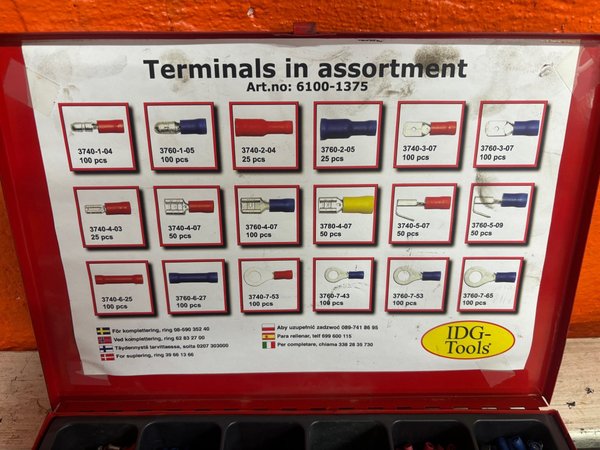 Terminals in assortment
Art.no: 6100-1375
3740-1-04
100 pcs
3760-1-05
100 pcs
3740-2-04
25 pcs
3760-2-05
25 pcs
3740-3-07
100 pcs
3760-3-07
100 pcs
3740-4-03
25 pcs
3740-4-07
50 pcs
3760-4-07
100 pcs
3780-4-07
50 pcs
3740-5-07
50 pcs
3760-5-09
50 pcs
3740-6-25
100 pcs
3760-6-27
100 pcs
3740-7-53
100 pcs
3760-7-43
100 pcs
3760-7-53
100 pcs
3760-7-65
100 pcs
För komplettering, ring 08-590 352 40
Ved komplettering, ring 62 83 27 00
Täydennystä tarvittasssa, soita 0207 303000
For suplering, ring 39 66 13 66
Aby uzupełnić zadzwoć 089-741 86 95
Para rellenar, telf 699 600 115
Per completare, chiama 338 28 35 730
IDG-
Tools